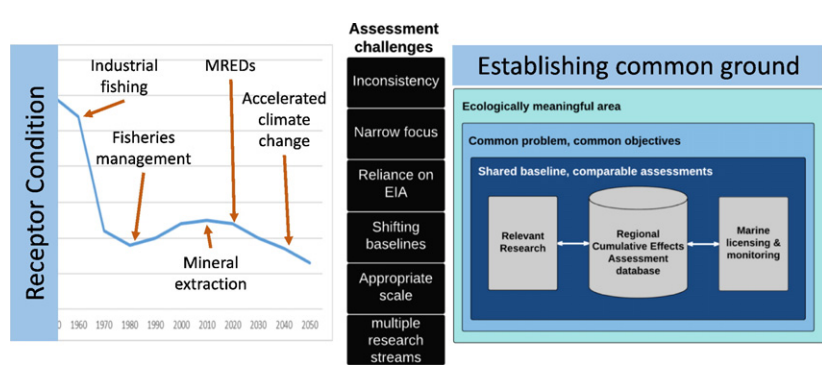 Receptor Condition
Industrial
fishing
MREDs
Accelerated
climate
change
Fisheries
management
Mineral
extraction
0 1960 1970 1980 1990 2000 2010 2020 2030 2040 2050
Assessment
challenges
Inconsistency
Narrow focus
Reliance on
EIA
Shifting
baselines
Appropriate
scale
multiple
research
streams
Establishing common ground
Ecologically meaningful area
Common problem, common objectives
Shared baseline, comparable assessments
Relevant
Research
Regional
Cumulative Effects
Assessment
database
Marine
licensing &
monitoring